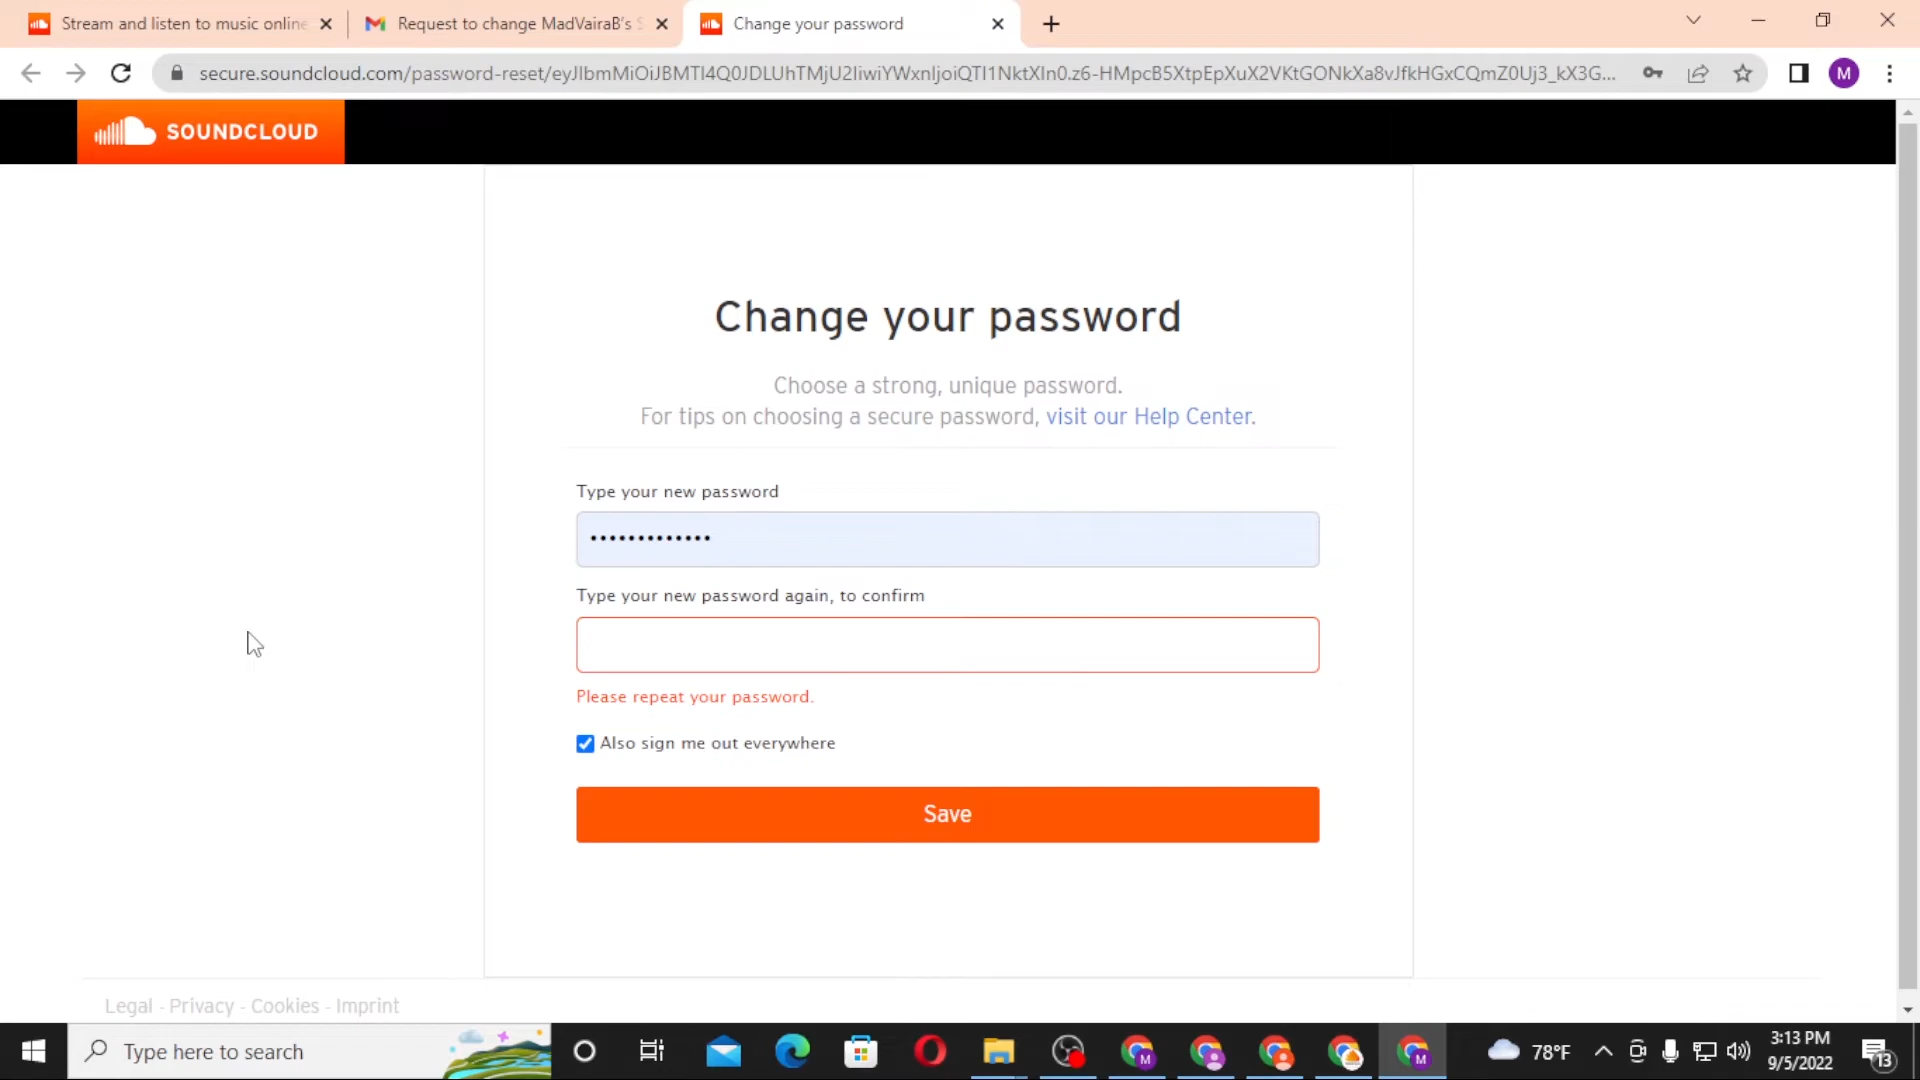 Stream and listen to music online
Request to change MadVairaB's S
Change your password
secure.soundcloud.com/password-reset/eyJlbmMiOiJBMTI4Q0JDLUhTMjU2IiwiYWxnIjoiQTI1NktXIn0.z6-HMpcB5XtpEpXuX2VKtGONkXa8vJfkHGxCQmZ0Uj3_kX3G...
M
SOUNDCLOUD
Change your password
Choose a strong, unique password.
For tips on choosing a secure password, visit our Help Center.
Type your new password
•••••••••••••
Type your new password again, to confirm
Please repeat your password.
Also sign me out everywhere
Save
Legal - Privacy - Cookies - Imprint
Type here to search
M
M
78°F
3:13 PM
9/5/2022
13